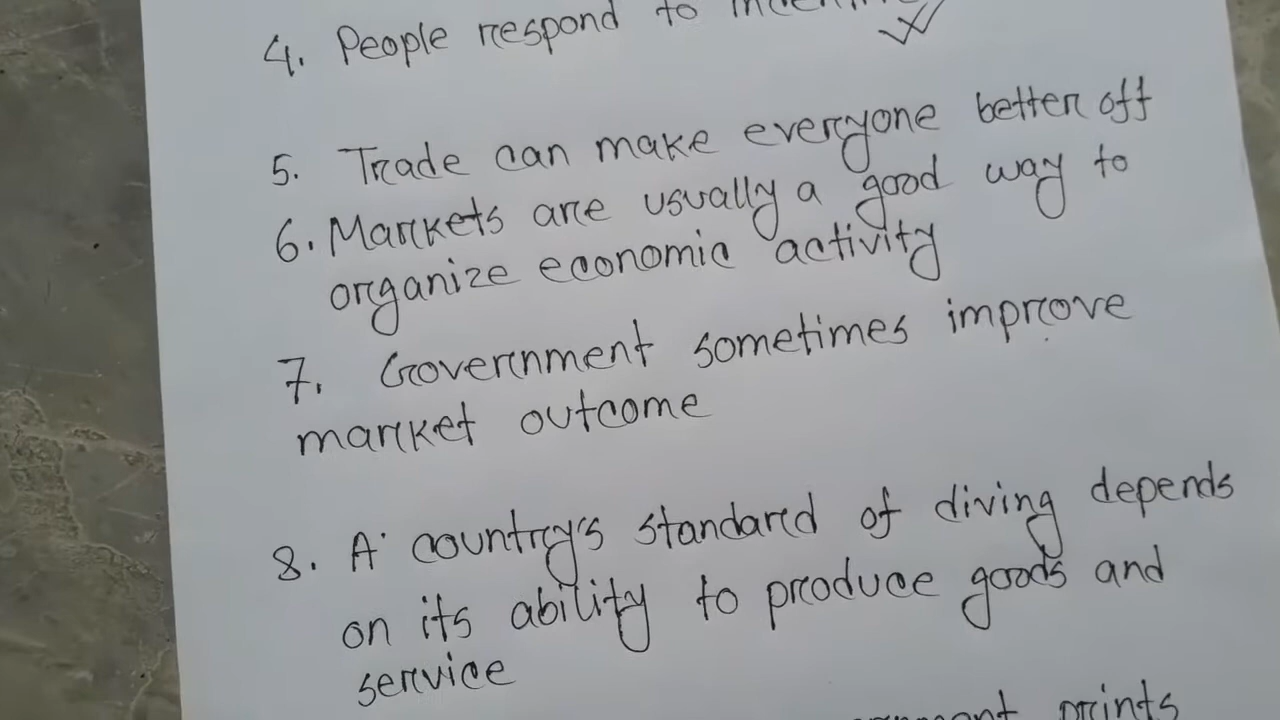 4. People respond to
5. Trade can make everyone better off
6. Markets are usually a good way to
organize economic activity
7. Government sometimes improve
market outcome
8. A country's standard of diving depends
on its ability to produce goods and
service
prints